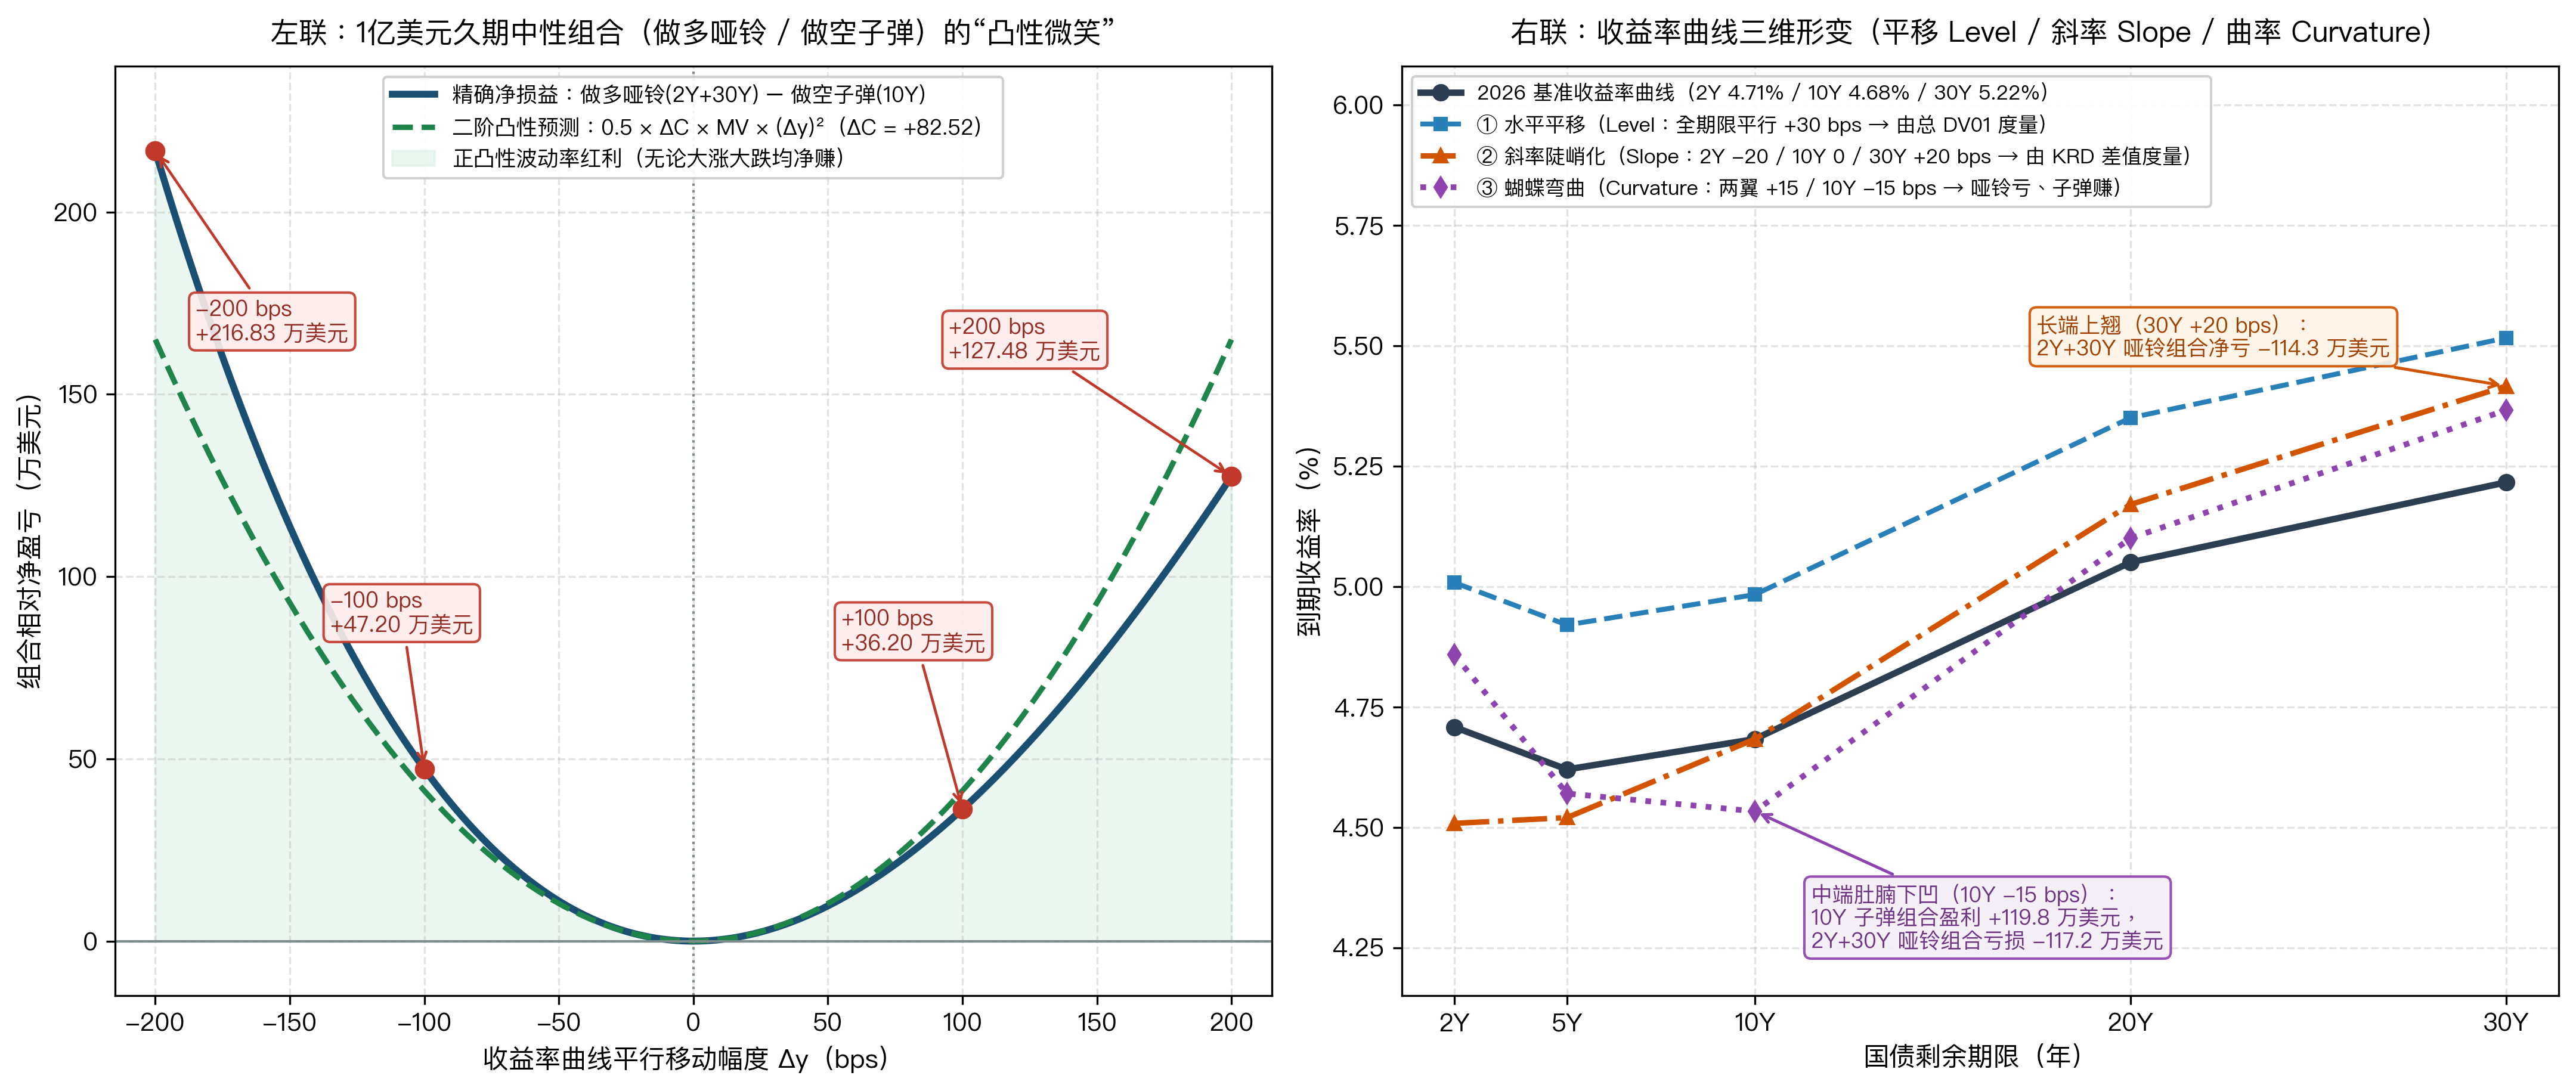 左联：1亿美元久期中性组合（做多哑铃 / 做空子弹）的“凸性微笑”
精确净损益：做多哑铃(2Y+30Y) − 做空子弹(10Y)
二阶凸性预测：0.5 × ΔC × MV × (Δy)²（ΔC = +82.52）
正凸性波动率红利（无论大涨大跌均净赚）
组合相对净盈亏（万美元）
200
150
100
50
0
−200 bps
+216.83 万美元
+200 bps
+127.48 万美元
−100 bps
+47.20 万美元
+100 bps
+36.20 万美元
−200
−150
−100
−50
0
50
100
150
200
收益率曲线平行移动幅度 Δy（bps）
右联：收益率曲线三维形变（平移 Level / 斜率 Slope / 曲率 Curvature）
2026 基准收益率曲线（2Y 4.71% / 10Y 4.68% / 30Y 5.22%）
① 水平平移（Level：全期限平行 +30 bps → 由总 DV01 度量）
② 斜率陡峭化（Slope：2Y −20 / 10Y 0 / 30Y +20 bps → 由 KRD 差值度量）
③ 蝴蝶弯曲（Curvature：两翼 +15 / 10Y −15 bps → 哑铃亏、子弹赚）
到期收益率（%）
6.00
5.75
5.50
5.25
5.00
4.75
4.50
4.25
长端上翘（30Y +20 bps）：
2Y+30Y 哑铃组合净亏 −114.3 万美元
中端肚腩下凹（10Y −15 bps）：
10Y 子弹组合盈利 +119.8 万美元，
2Y+30Y 哑铃组合亏损 −117.2 万美元
2Y
5Y
10Y
20Y
30Y
国债剩余期限（年）